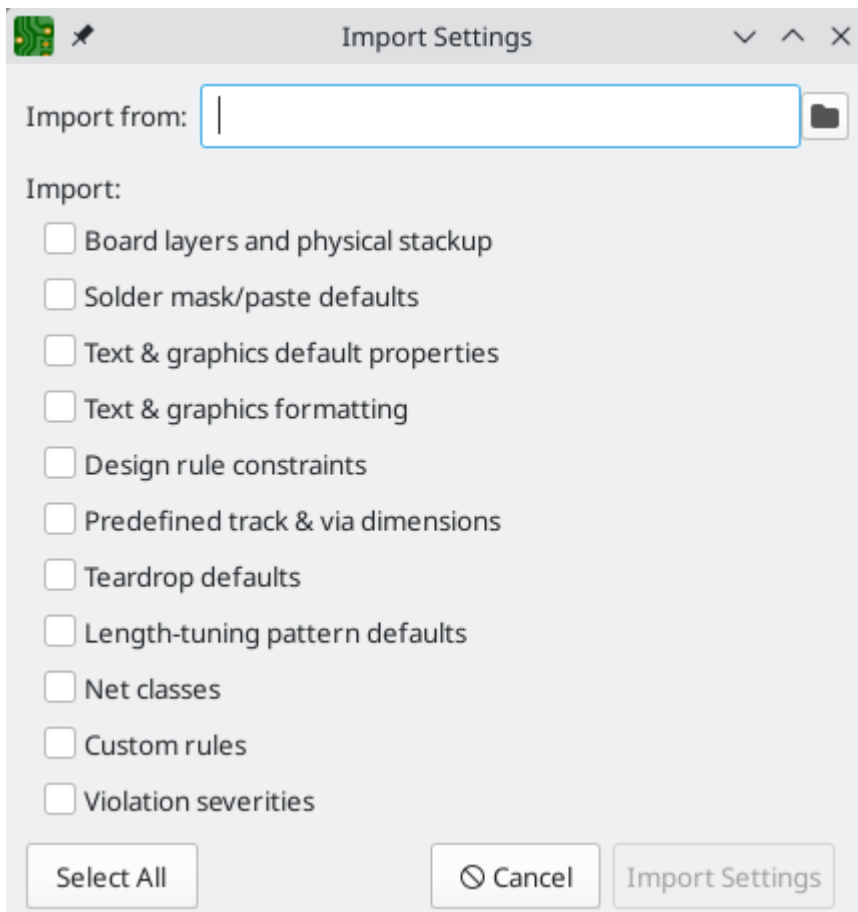 Import Settings
Import from:
Import:
Board layers and physical stackup
Solder mask/paste defaults
Text & graphics default properties
Text & graphics formatting
Design rule constraints
Predefined track & via dimensions
Teardrop defaults
Length-tuning pattern defaults
Net classes
Custom rules
Violation severities
Select All Cancel Import Settings